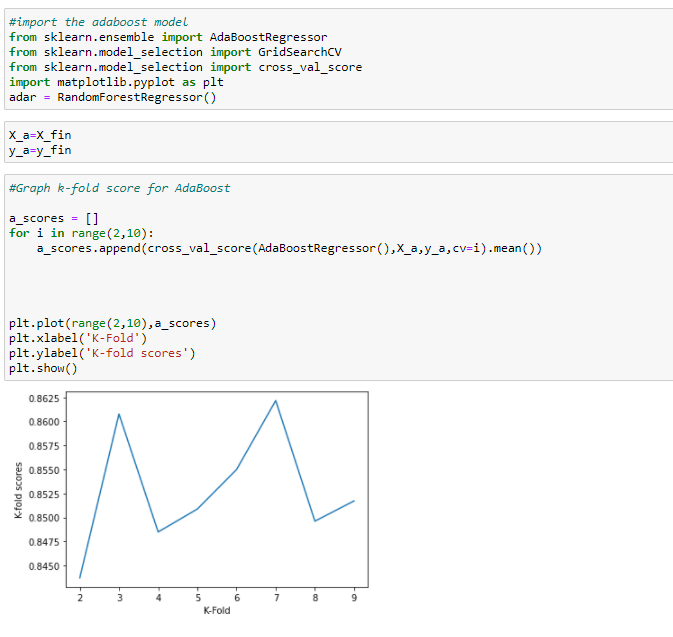 #import the adaboost model
from sklearn.ensemble import AdaBoostRegressor
from sklearn.model_selection import GridSearchCV
from sklearn.model_selection import cross_val_score
import matplotlib.pyplot as plt
adar = RandomForestRegressor()
X_a=X_fin
y_a=y_fin
#Graph k-fold score for AdaBoost
a_scores = []
for i in range(2,10):
    a_scores.append(cross_val_score(AdaBoostRegressor(),X_a,y_a,cv=i).mean())
plt.plot(range(2,10),a_scores)
plt.xlabel('K-Fold')
plt.ylabel('K-fold scores')
plt.show()
0.8625
0.8600
0.8575
0.8550
0.8525
0.8500
0.8475
0.8450
K-fold scores
2 3 4 5 6 7 8 9
K-Fold